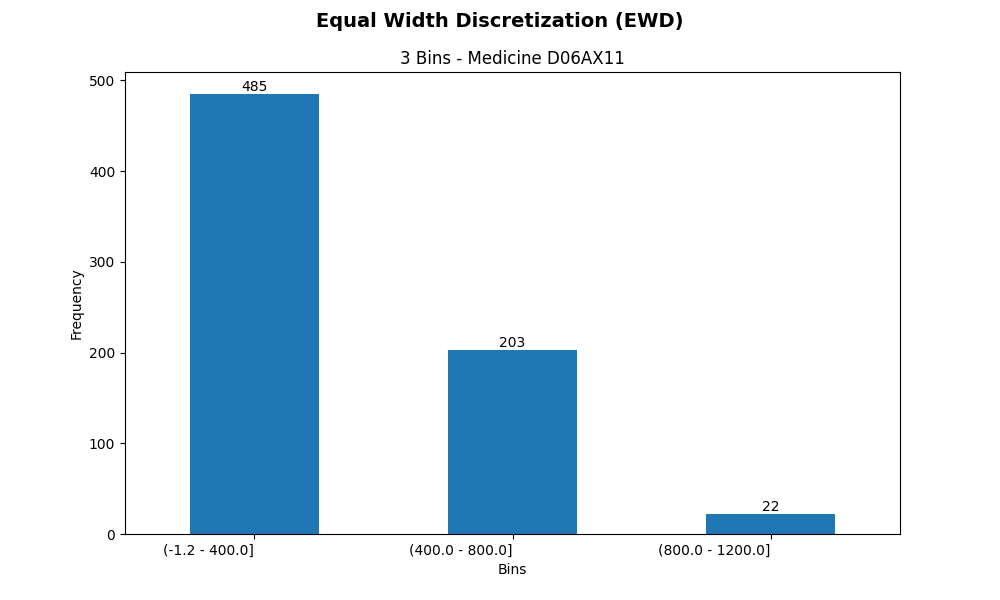 Equal Width Discretization (EWD)
3 Bins - Medicine D06AX11
500
485
400
300
203
200
100
22
0
Frequency
(-1.2 - 400.0]
(400.0 - 800.0]
(800.0 - 1200.0]
Bins